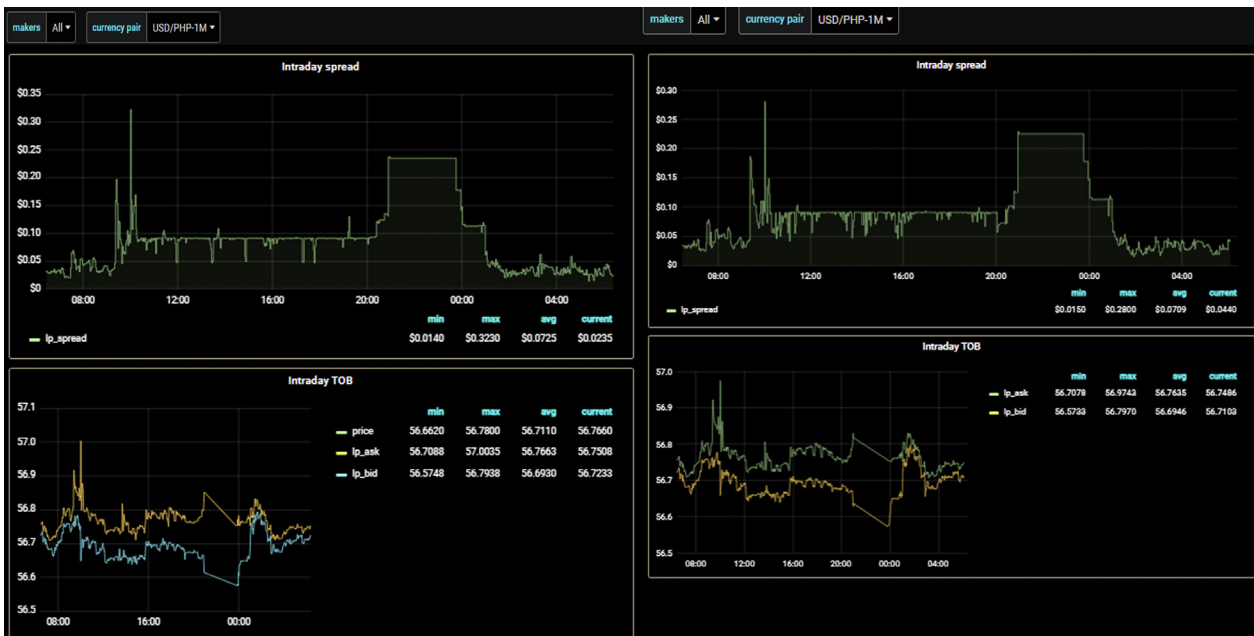 makers All currency pair USD/PHP-1M
Intraday spread
$0.35
$0.30
$0.25
$0.20
$0.15
$0.10
$0.05
$0
08:00 12:00 16:00 20:00 00:00 04:00
min max avg current
lp_spread $0.0140 $0.3230 $0.0725 $0.0235
Intraday TOB
57.1
57.0
56.9
56.8
56.7
56.6
56.5
08:00 16:00 00:00
min max avg current
price 56.6620 56.7800 56.7110 56.7660
lp_ask 56.7088 57.0035 56.7663 56.7508
lp_bid 56.5748 56.7938 56.6930 56.7233
makers All currency pair USD/PHP-1M
Intraday spread
$0.30
$0.25
$0.20
$0.15
$0.10
$0.05
$0
08:00 12:00 16:00 20:00 00:00 04:00
min max avg current
lp_spread $0.0150 $0.2800 $0.0709 $0.0440
Intraday TOB
57.0
56.9
56.8
56.7
56.6
56.5
08:00 12:00 16:00 20:00 00:00 04:00
min max avg current
lp_ask 56.7078 56.9743 56.7635 56.7486
lp_bid 56.5733 56.7970 56.6946 56.7103